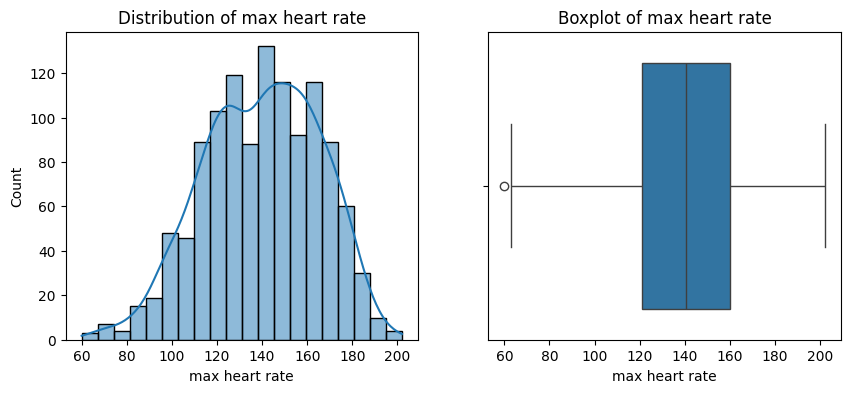 Distribution of max heart rate
120
100
80
60
40
20
0
Count
60 80 100 120 140 160 180 200
max heart rate
Boxplot of max heart rate
60 80 100 120 140 160 180 200
max heart rate